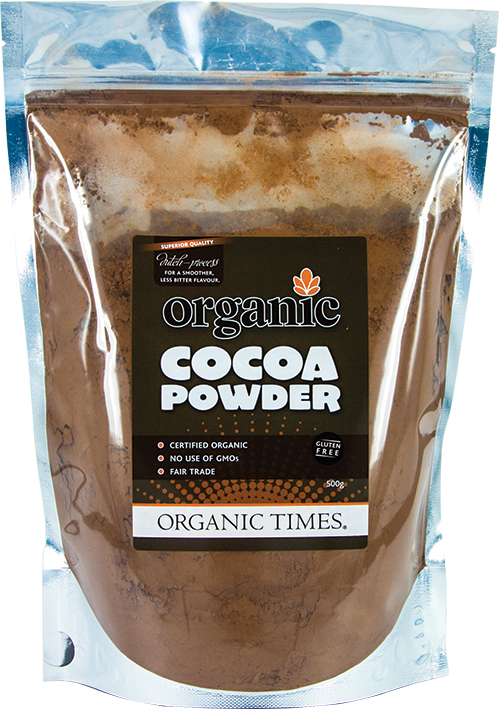 SUPERIOR QUALITY
Dutch-process
FOR A SMOOTHER,
LESS BITTER FLAVOUR.
organic
COCOA
POWDER
CERTIFIED ORGANIC
NO USE OF GMOs
FAIR TRADE
GLUTEN
FREE
500g
ORGANIC TIMES®